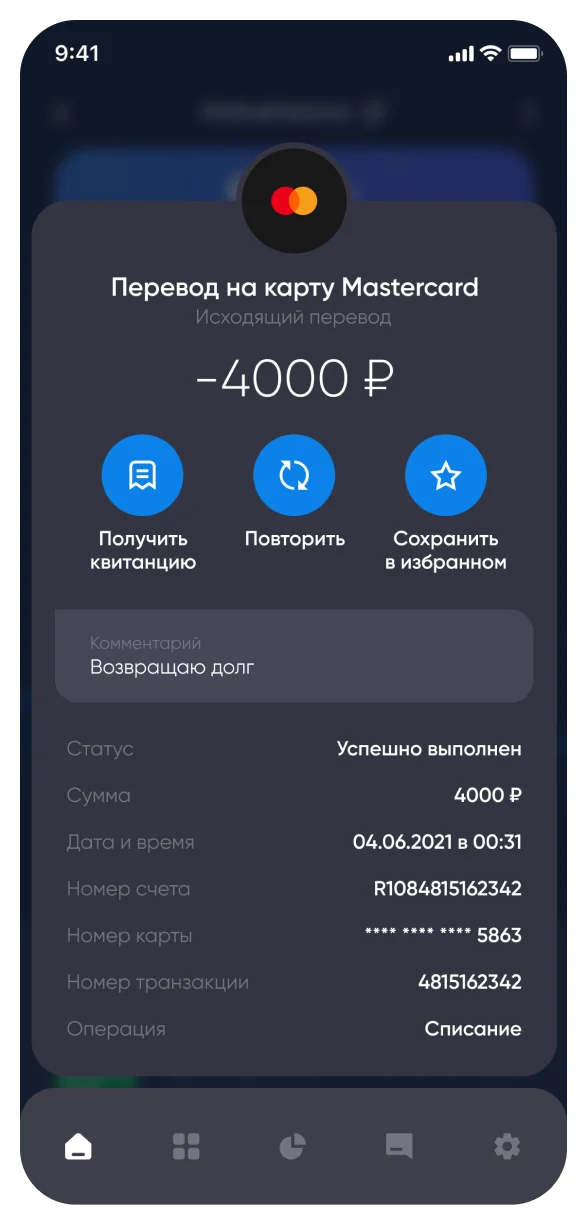 9:41
Перевод на карту Mastercard
Исходящий перевод
-4000 ₽
Получить
квитанцию
Повторить
Сохранить
в избранном
Комментарий
Возвращаю долг
Статус Успешно выполнен
Сумма 4000 ₽
Дата и время 04.06.2021 в 00:31
Номер счета R1084815162342
Номер карты **** **** **** 5863
Номер транзакции 4815162342
Операция Списание